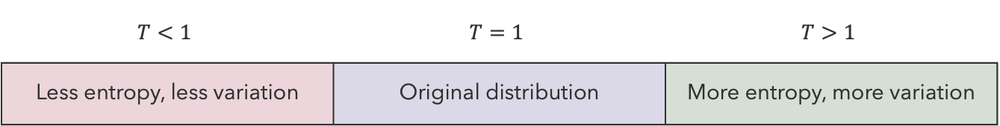 T < 1
T = 1
T > 1
Less entropy, less variation
Original distribution
More entropy, more variation